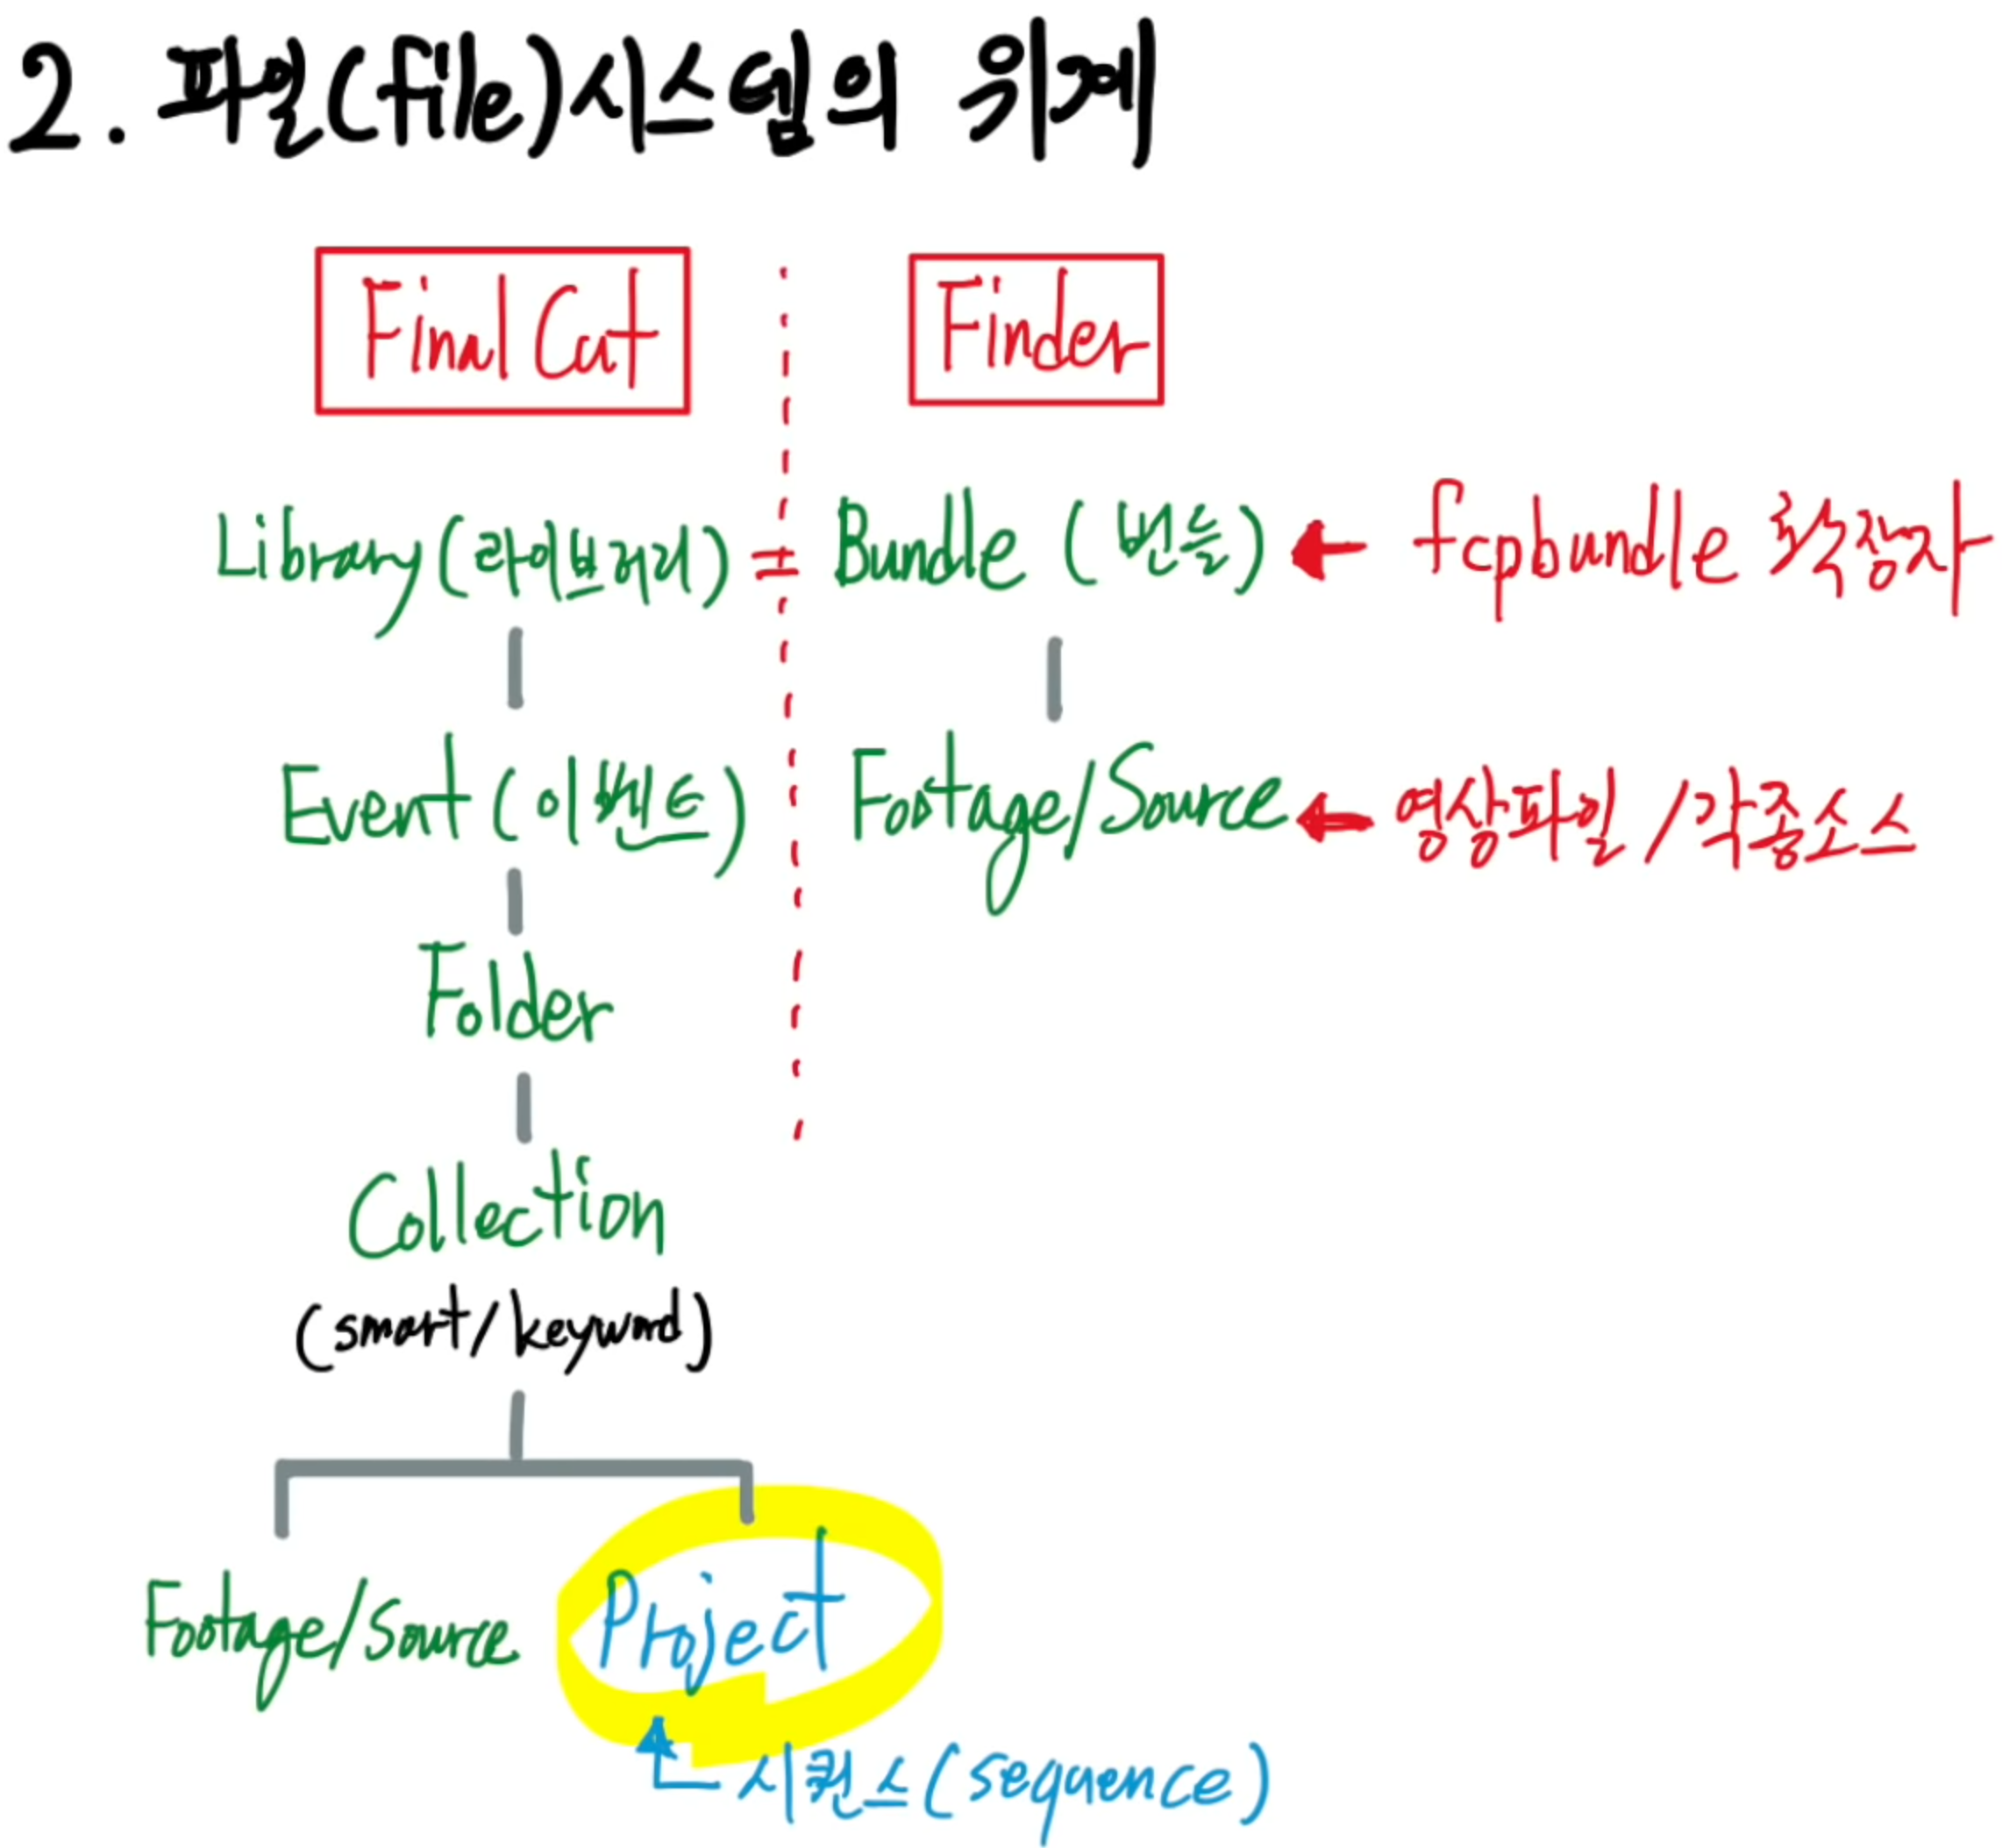 2. 파일(file)시스템의 위계
Final Cut
Finder
Library(라이브러리) = Bundle (번들) ← fcpbundle 확장자
Event(이벤트)
Footage/Source ← 영상파일/각종소스
Folder
Collection
(smart/keyword)
Footage/Source
Project
시퀀스(sequence)